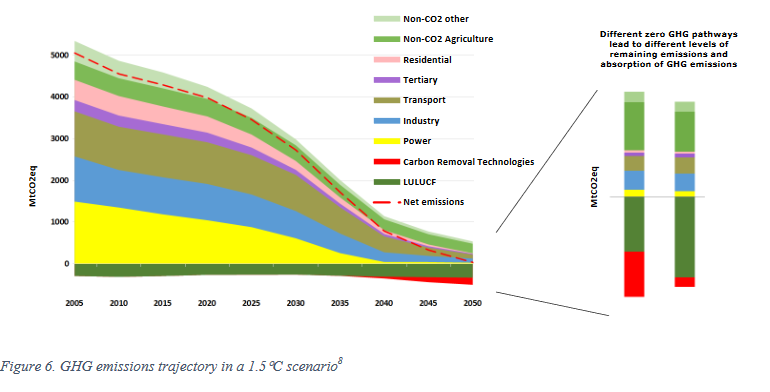 Non-CO2 other
Non-CO2 Agriculture
Residential
Tertiary
Transport
Industry
Power
Carbon Removal Technologies
LULUCF
Net emissions
MtCO2eq
5000
4000
3000
2000
1000
0
2005 2010 2015 2020 2025 2030 2035 2040 2045 2050
Different zero GHG pathways
lead to different levels of
remaining emissions and
absorption of GHG emissions
MtCO2eq
Figure 6. GHG emissions trajectory in a 1.5°C scenario⁸